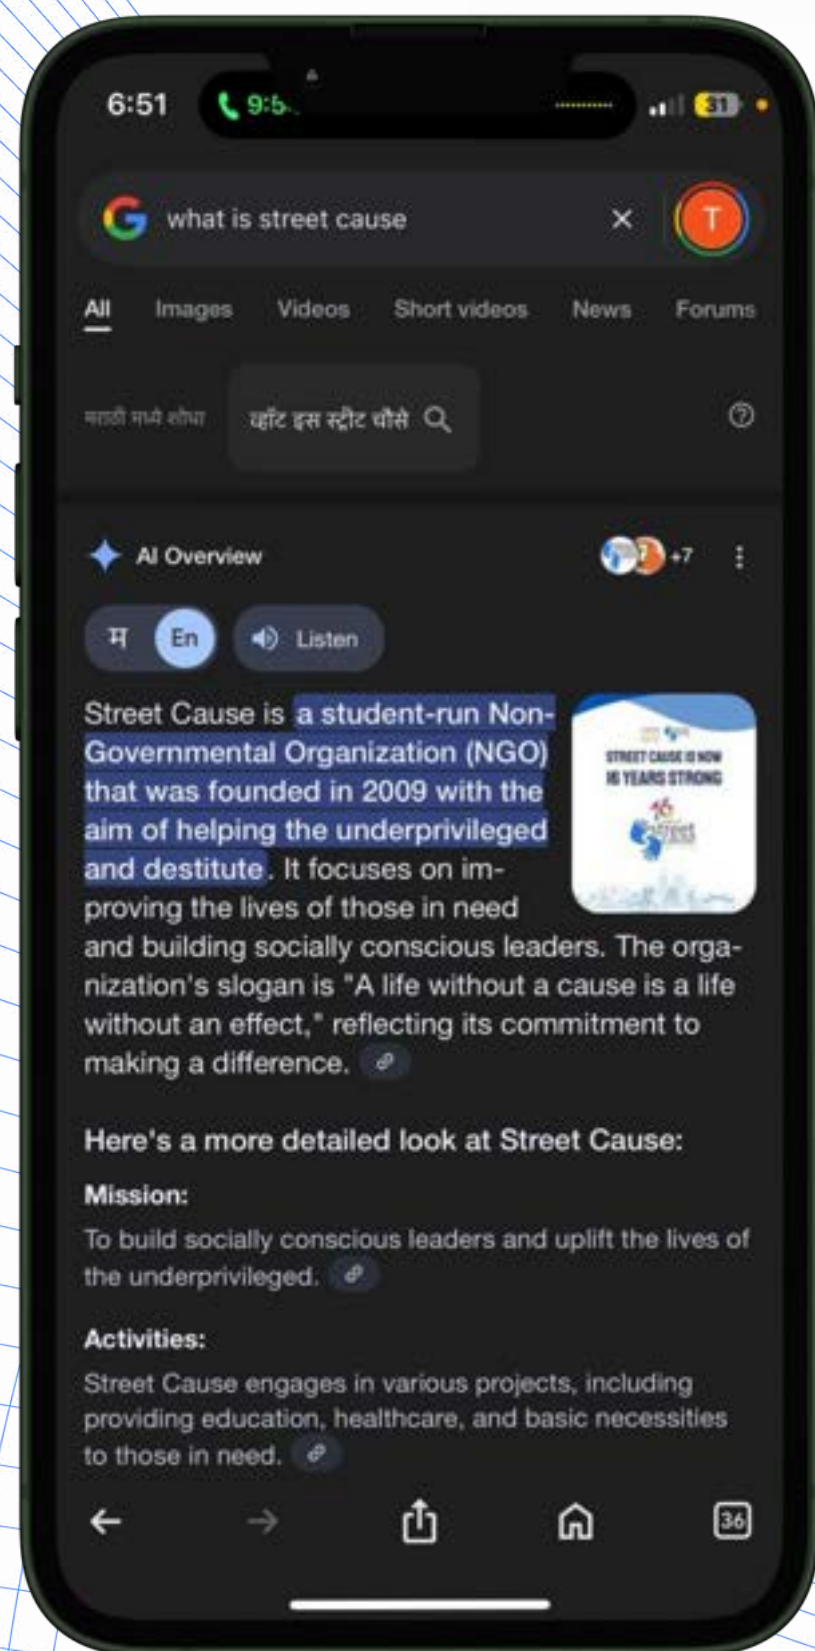 6:51
31
what is street cause
T
All Images Videos Short videos News Forums
मराठी मध्ये शोधा व्हॉट इस स्ट्रीट चौसे
AI Overview
+7
म En Listen
Street Cause is a student-run Non-
Governmental Organization (NGO)
that was founded in 2009 with the
aim of helping the underprivileged
and destitute. It focuses on im-
proving the lives of those in need
and building socially conscious leaders. The orga-
nization's slogan is "A life without a cause is a life
without an effect," reflecting its commitment to
making a difference.
STREET CAUSE IS NOW
16 YEARS STRONG
street
Here's a more detailed look at Street Cause:
Mission:
To build socially conscious leaders and uplift the lives of
the underprivileged.
Activities:
Street Cause engages in various projects, including
providing education, healthcare, and basic necessities
to those in need.
36